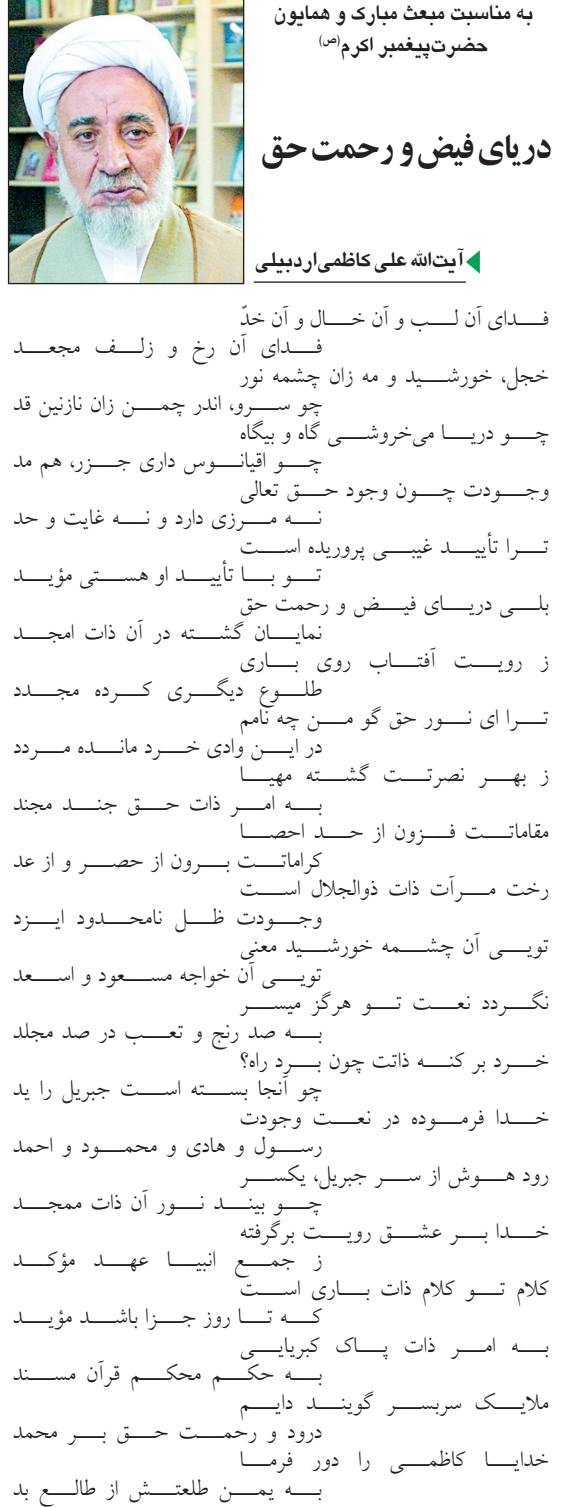 به مناسبت مبعث مبارک و همایون
حضرت‌پیغمبر اکرم(ص)
دریای فیض و رحمت حق
آیت‌الله علی کاظمی‌اردبیلی
فدای آن لب و آن خال و آن خدّ
فدای آن رخ و زلف مجعد
خجل، خورشید و مه زان چشمه نور
چو سرو، اندر چمن زان نازنین قد
چو دریا می‌خروشی گاه و بیگاه
چو اقیانوس داری جزر، هم مد
وجودت چون وجود حق تعالی
نه مرزی دارد و نه غایت و حد
ترا تأیید غیبی پروریده است
تو با تأیید او هستی مؤید
بلی دریای فیض و رحمت حق
نمایان گشته در آن ذات امجد
ز رویت آفتاب روی باری
طلوع دیگری کرده مجدد
ترا ای نور حق گو من چه نامم
در این وادی خرد مانده مردد
ز بهر نصرتت گشته مهیا
به امر ذات حق جند مجند
مقاماتت فزون از حد احصا
کراماتت برون از حصر و از عد
رخت مرآت ذات ذوالجلال است
وجودت ظل نامحدود ایزد
تویی آن چشمه خورشید معنی
تویی آن خواجه مسعود و اسعد
نگردد نعت تو هرگز میسر
به صد رنج و تعب در صد مجلد
خرد بر کنه ذاتت چون برد راه؟
چو آنجا بسته است جبریل را ید
خدا فرموده در نعت وجودت
رسول و هادی و محمود و احمد
رود هوش از سر جبریل، یکسر
چو بیند نور آن ذات ممجد
خدا بر عشق رویت برگرفته
ز جمع انبیا عهد مؤکد
کلام تو کلام ذات باری است
که تا روز جزا باشد مؤید
به امر ذات پاک کبریایی
به حکم محکم قرآن مسند
ملایک سربسر گویند دایم
درود و رحمت حق بر محمد
خدایا کاظمی را دور فرما
به یمن طلعتش از طالع بد